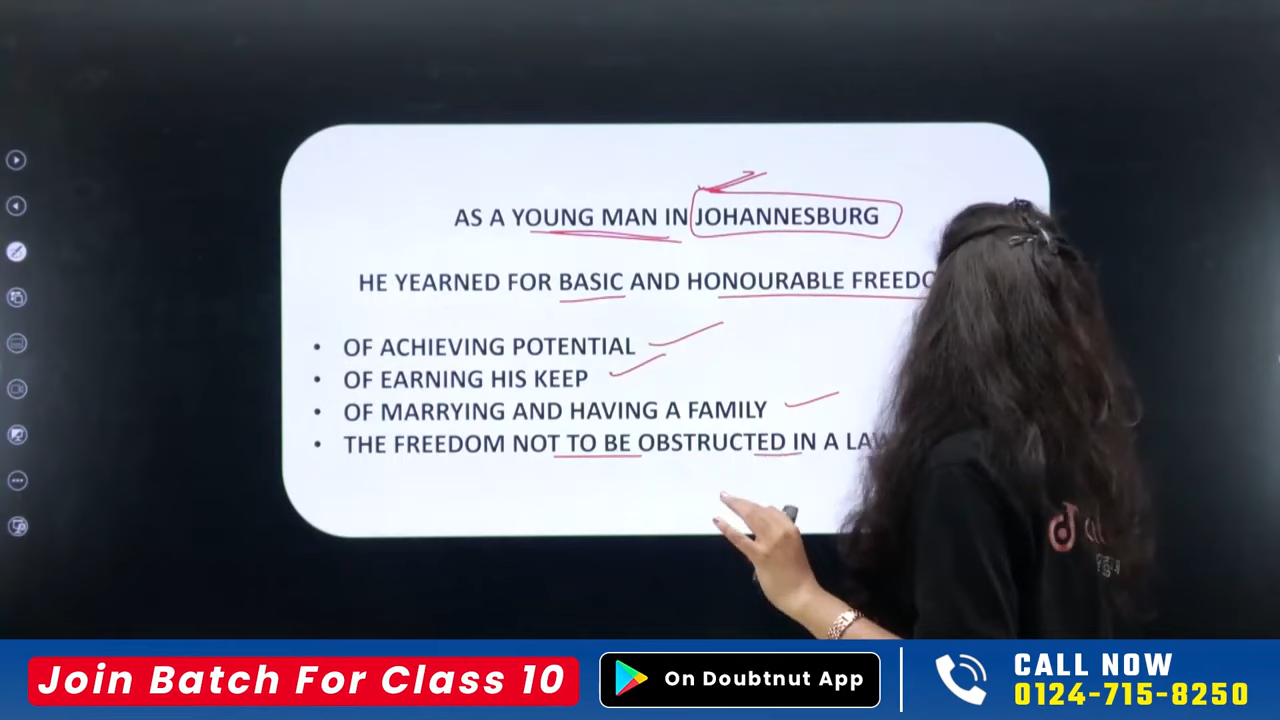 AS A YOUNG MAN IN JOHANNESBURG
HE YEARNED FOR BASIC AND HONOURABLE
• OF ACHIEVING POTENTIAL
• OF EARNING HIS KEEP
• OF MARRYING AND HAVING A FAMILY
• THE FREEDOM NOT TO BE OBSTRUCTED IN A
Join Batch For Class 10
On Doubtnut App
CALL NOW
0124-715-8250